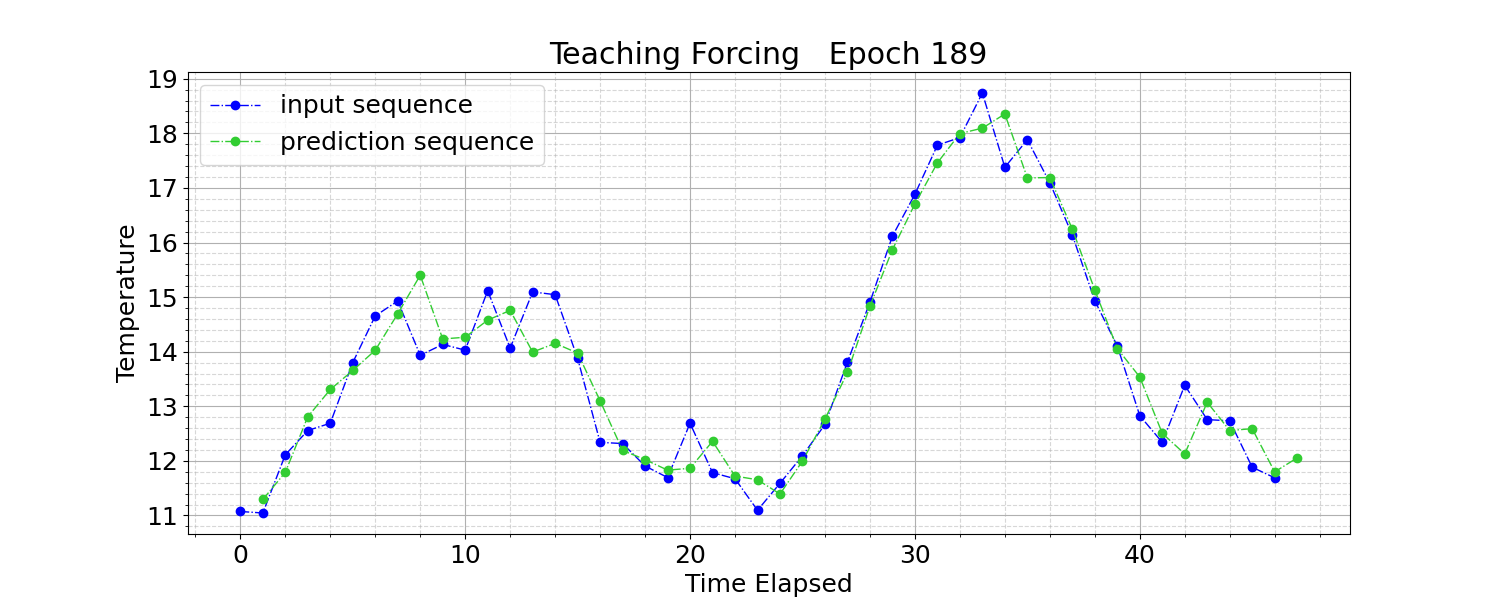 Teaching Forcing   Epoch 189
19
18
17
16
15
14
13
12
11
Temperature
input sequence
prediction sequence
0 10 20 30 40
Time Elapsed